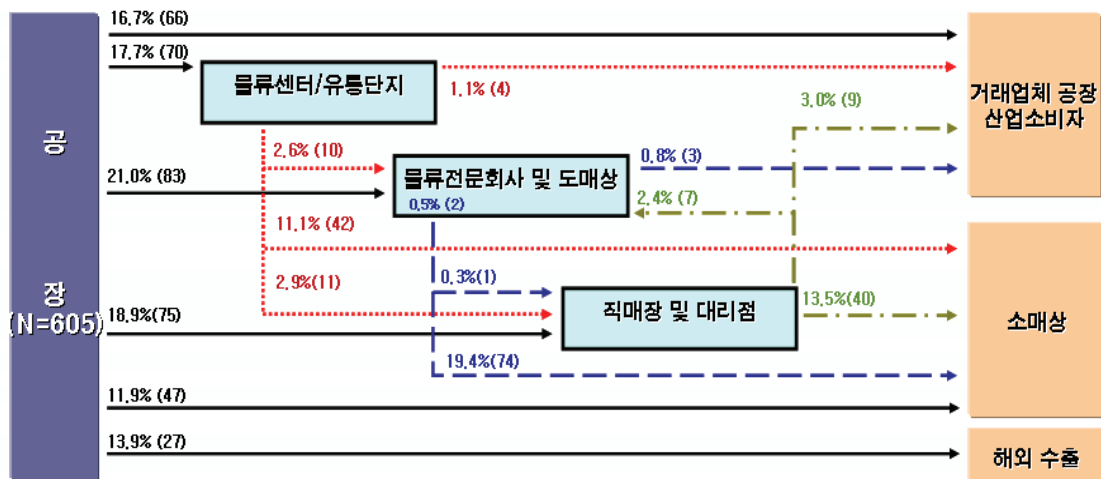 16.7% (66)
17.7% (70)
물류센터/유통단지
1.1% (4)
3.0% (9)
거래업체 공장
산업소비자
공
2.6% (10)
0.8% (3)
21.0% (83)
물류전문회사 및 도매상
0.5% (2)
2.4% (7)
11.1% (42)
2.9%(11)
0.3%(1)
장
(N=605)
18.9%(75)
직매장 및 대리점
13.5%(40)
소매상
19.4%(74)
11.9% (47)
13.9% (27)
해외 수출